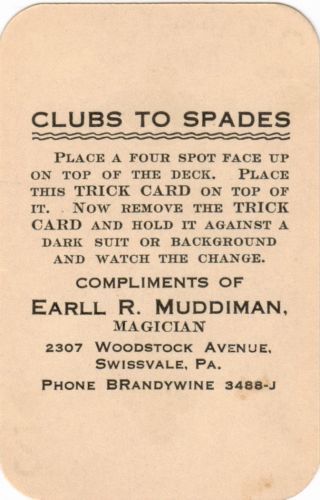 CLUBS TO SPADES
PLACE A FOUR SPOT FACE UP
ON TOP OF THE DECK. PLACE
THIS TRICK CARD ON TOP OF
IT. NOW REMOVE THE TRICK
CARD AND HOLD IT AGAINST A
DARK SUIT OR BACKGROUND
AND WATCH THE CHANGE.
COMPLIMENTS OF
EARLL R. MUDDIMAN,
MAGICIAN
2307 WOODSTOCK AVENUE,
SWISSVALE, PA.
PHONE BRANDYWINE 3488-J